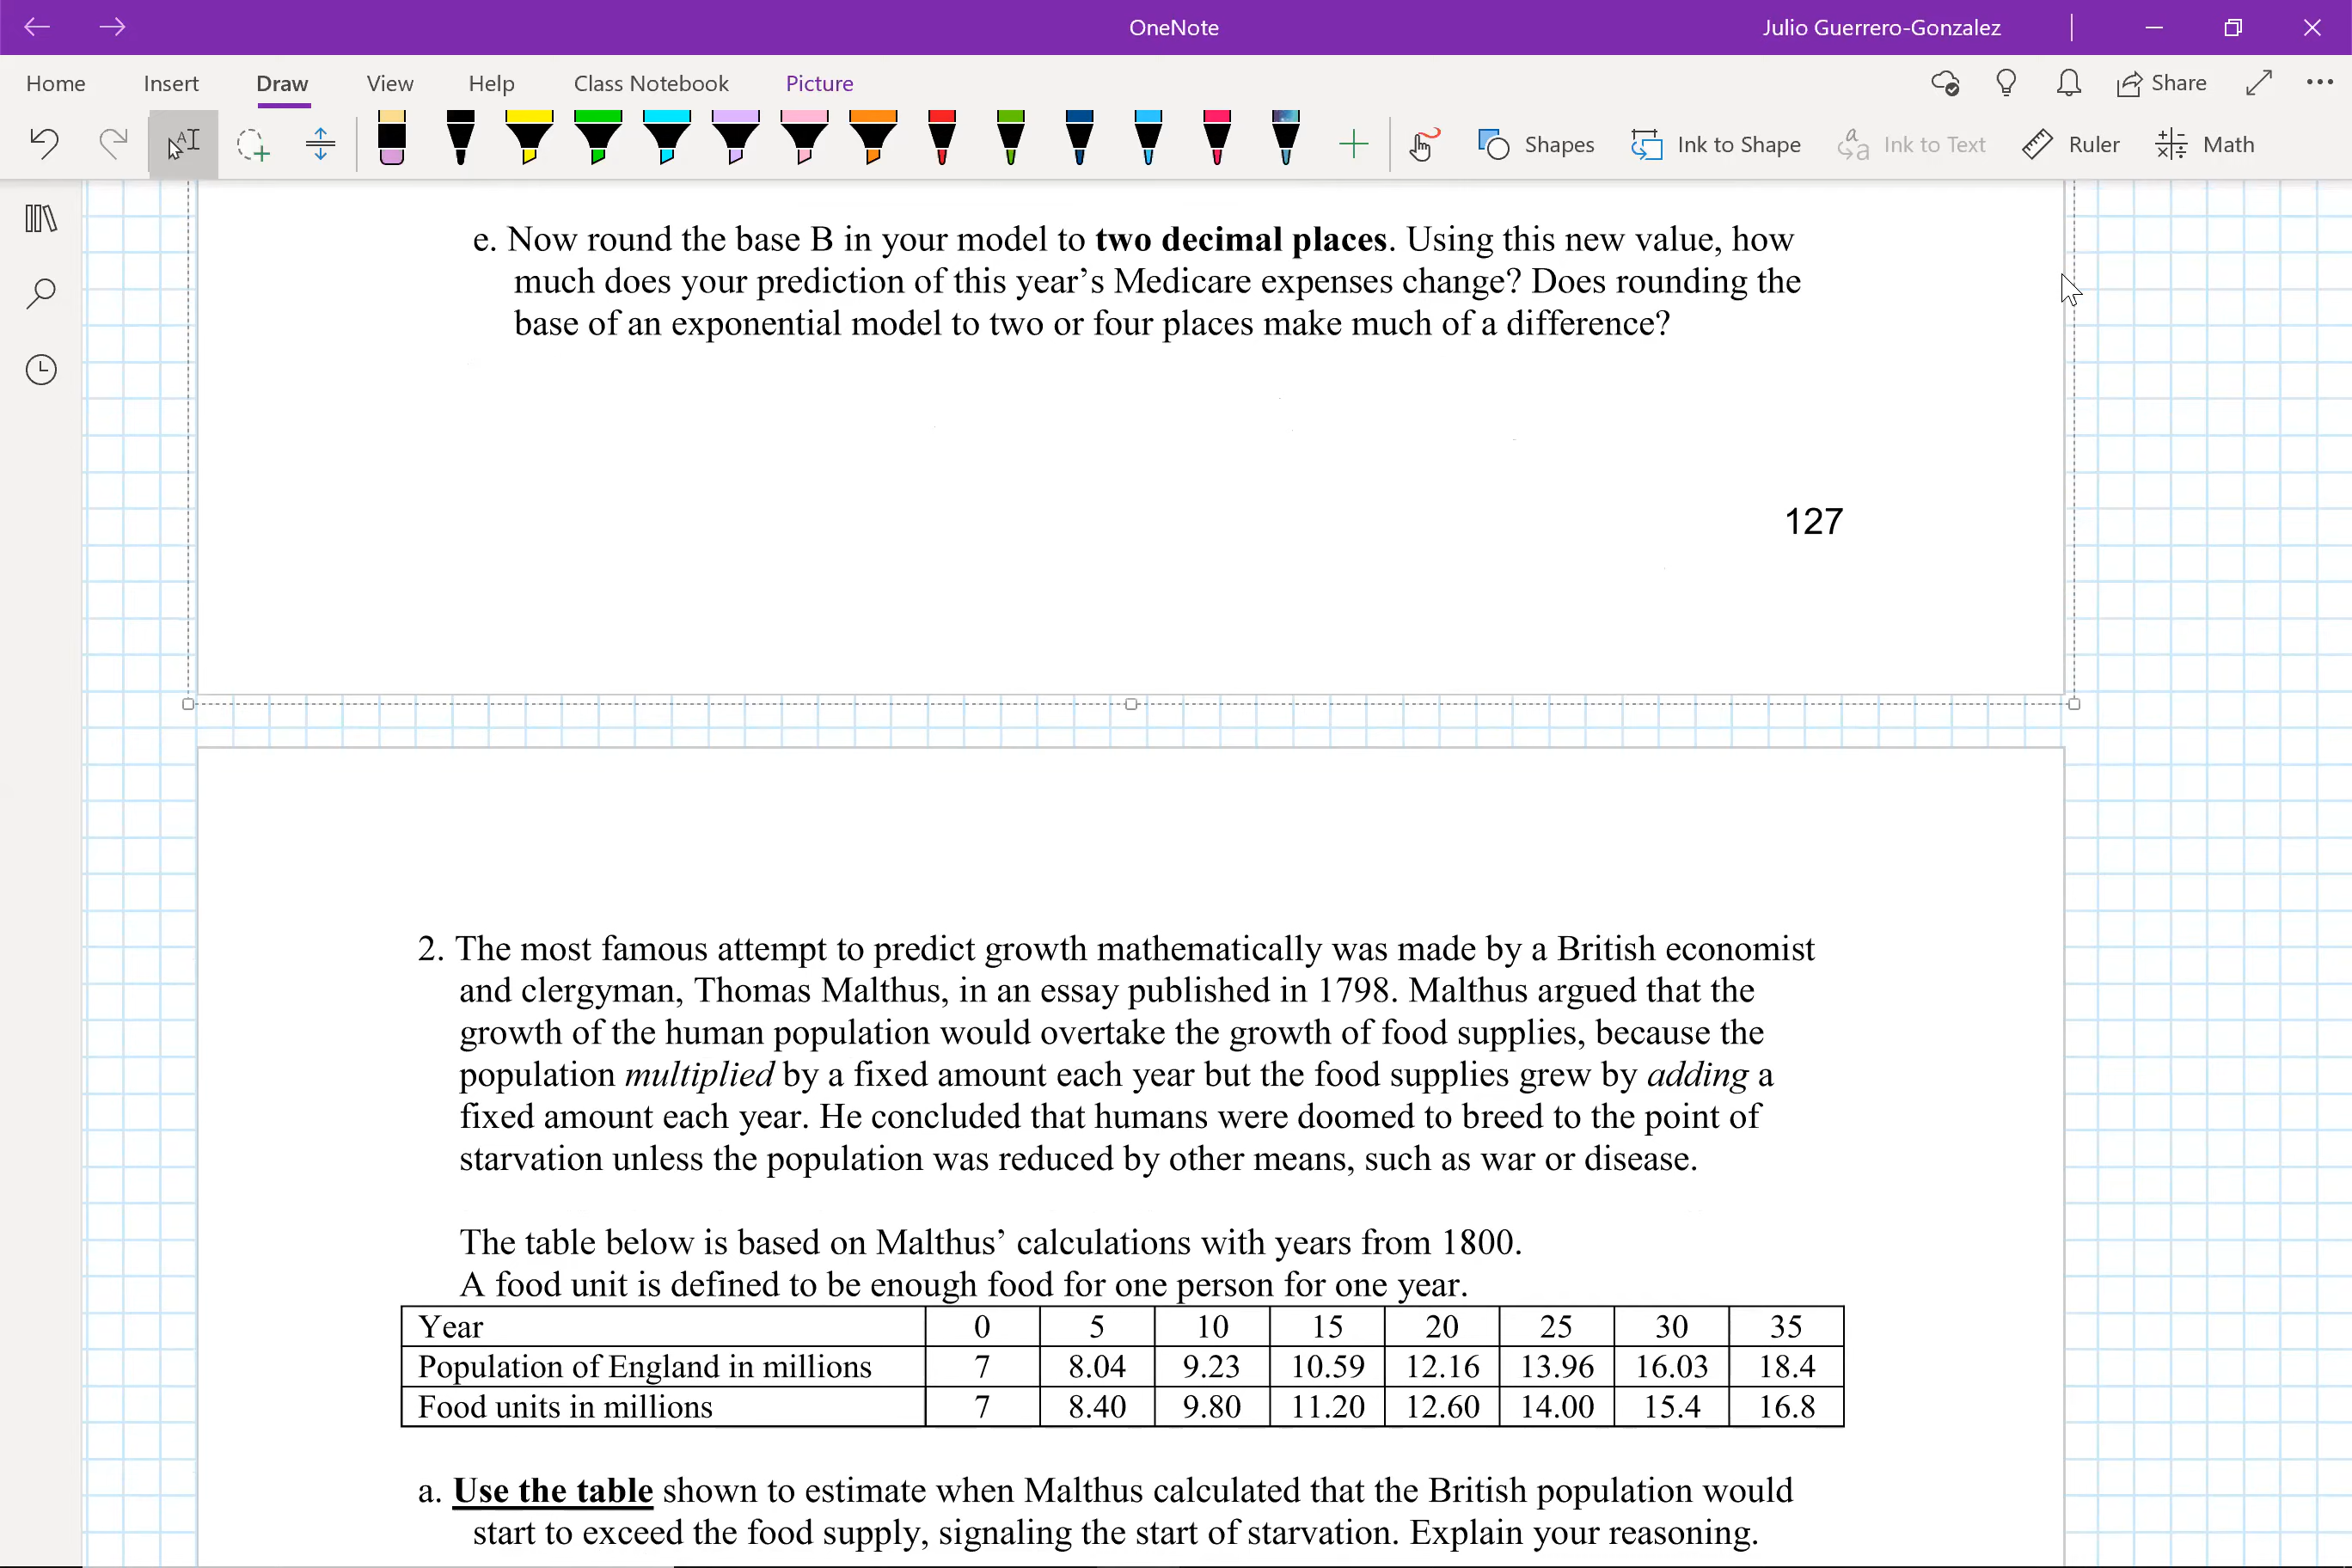 OneNote
Julio Guerrero-Gonzalez
Home Insert Draw View Help Class Notebook Picture
Share
Shapes Ink to Shape Ink to Text Ruler Math
e. Now round the base B in your model to two decimal places. Using this new value, how
much does your prediction of this year’s Medicare expenses change? Does rounding the
base of an exponential model to two or four places make much of a difference?
127
2. The most famous attempt to predict growth mathematically was made by a British economist
and clergyman, Thomas Malthus, in an essay published in 1798. Malthus argued that the
growth of the human population would overtake the growth of food supplies, because the
population multiplied by a fixed amount each year but the food supplies grew by adding a
fixed amount each year. He concluded that humans were doomed to breed to the point of
starvation unless the population was reduced by other means, such as war or disease.
The table below is based on Malthus’ calculations with years from 1800.
A food unit is defined to be enough food for one person for one year.
Year 0 5 10 15 20 25 30 35
Population of England in millions 7 8.04 9.23 10.59 12.16 13.96 16.03 18.4
Food units in millions 7 8.40 9.80 11.20 12.60 14.00 15.4 16.8
a. Use the table shown to estimate when Malthus calculated that the British population would
start to exceed the food supply, signaling the start of starvation. Explain your reasoning.